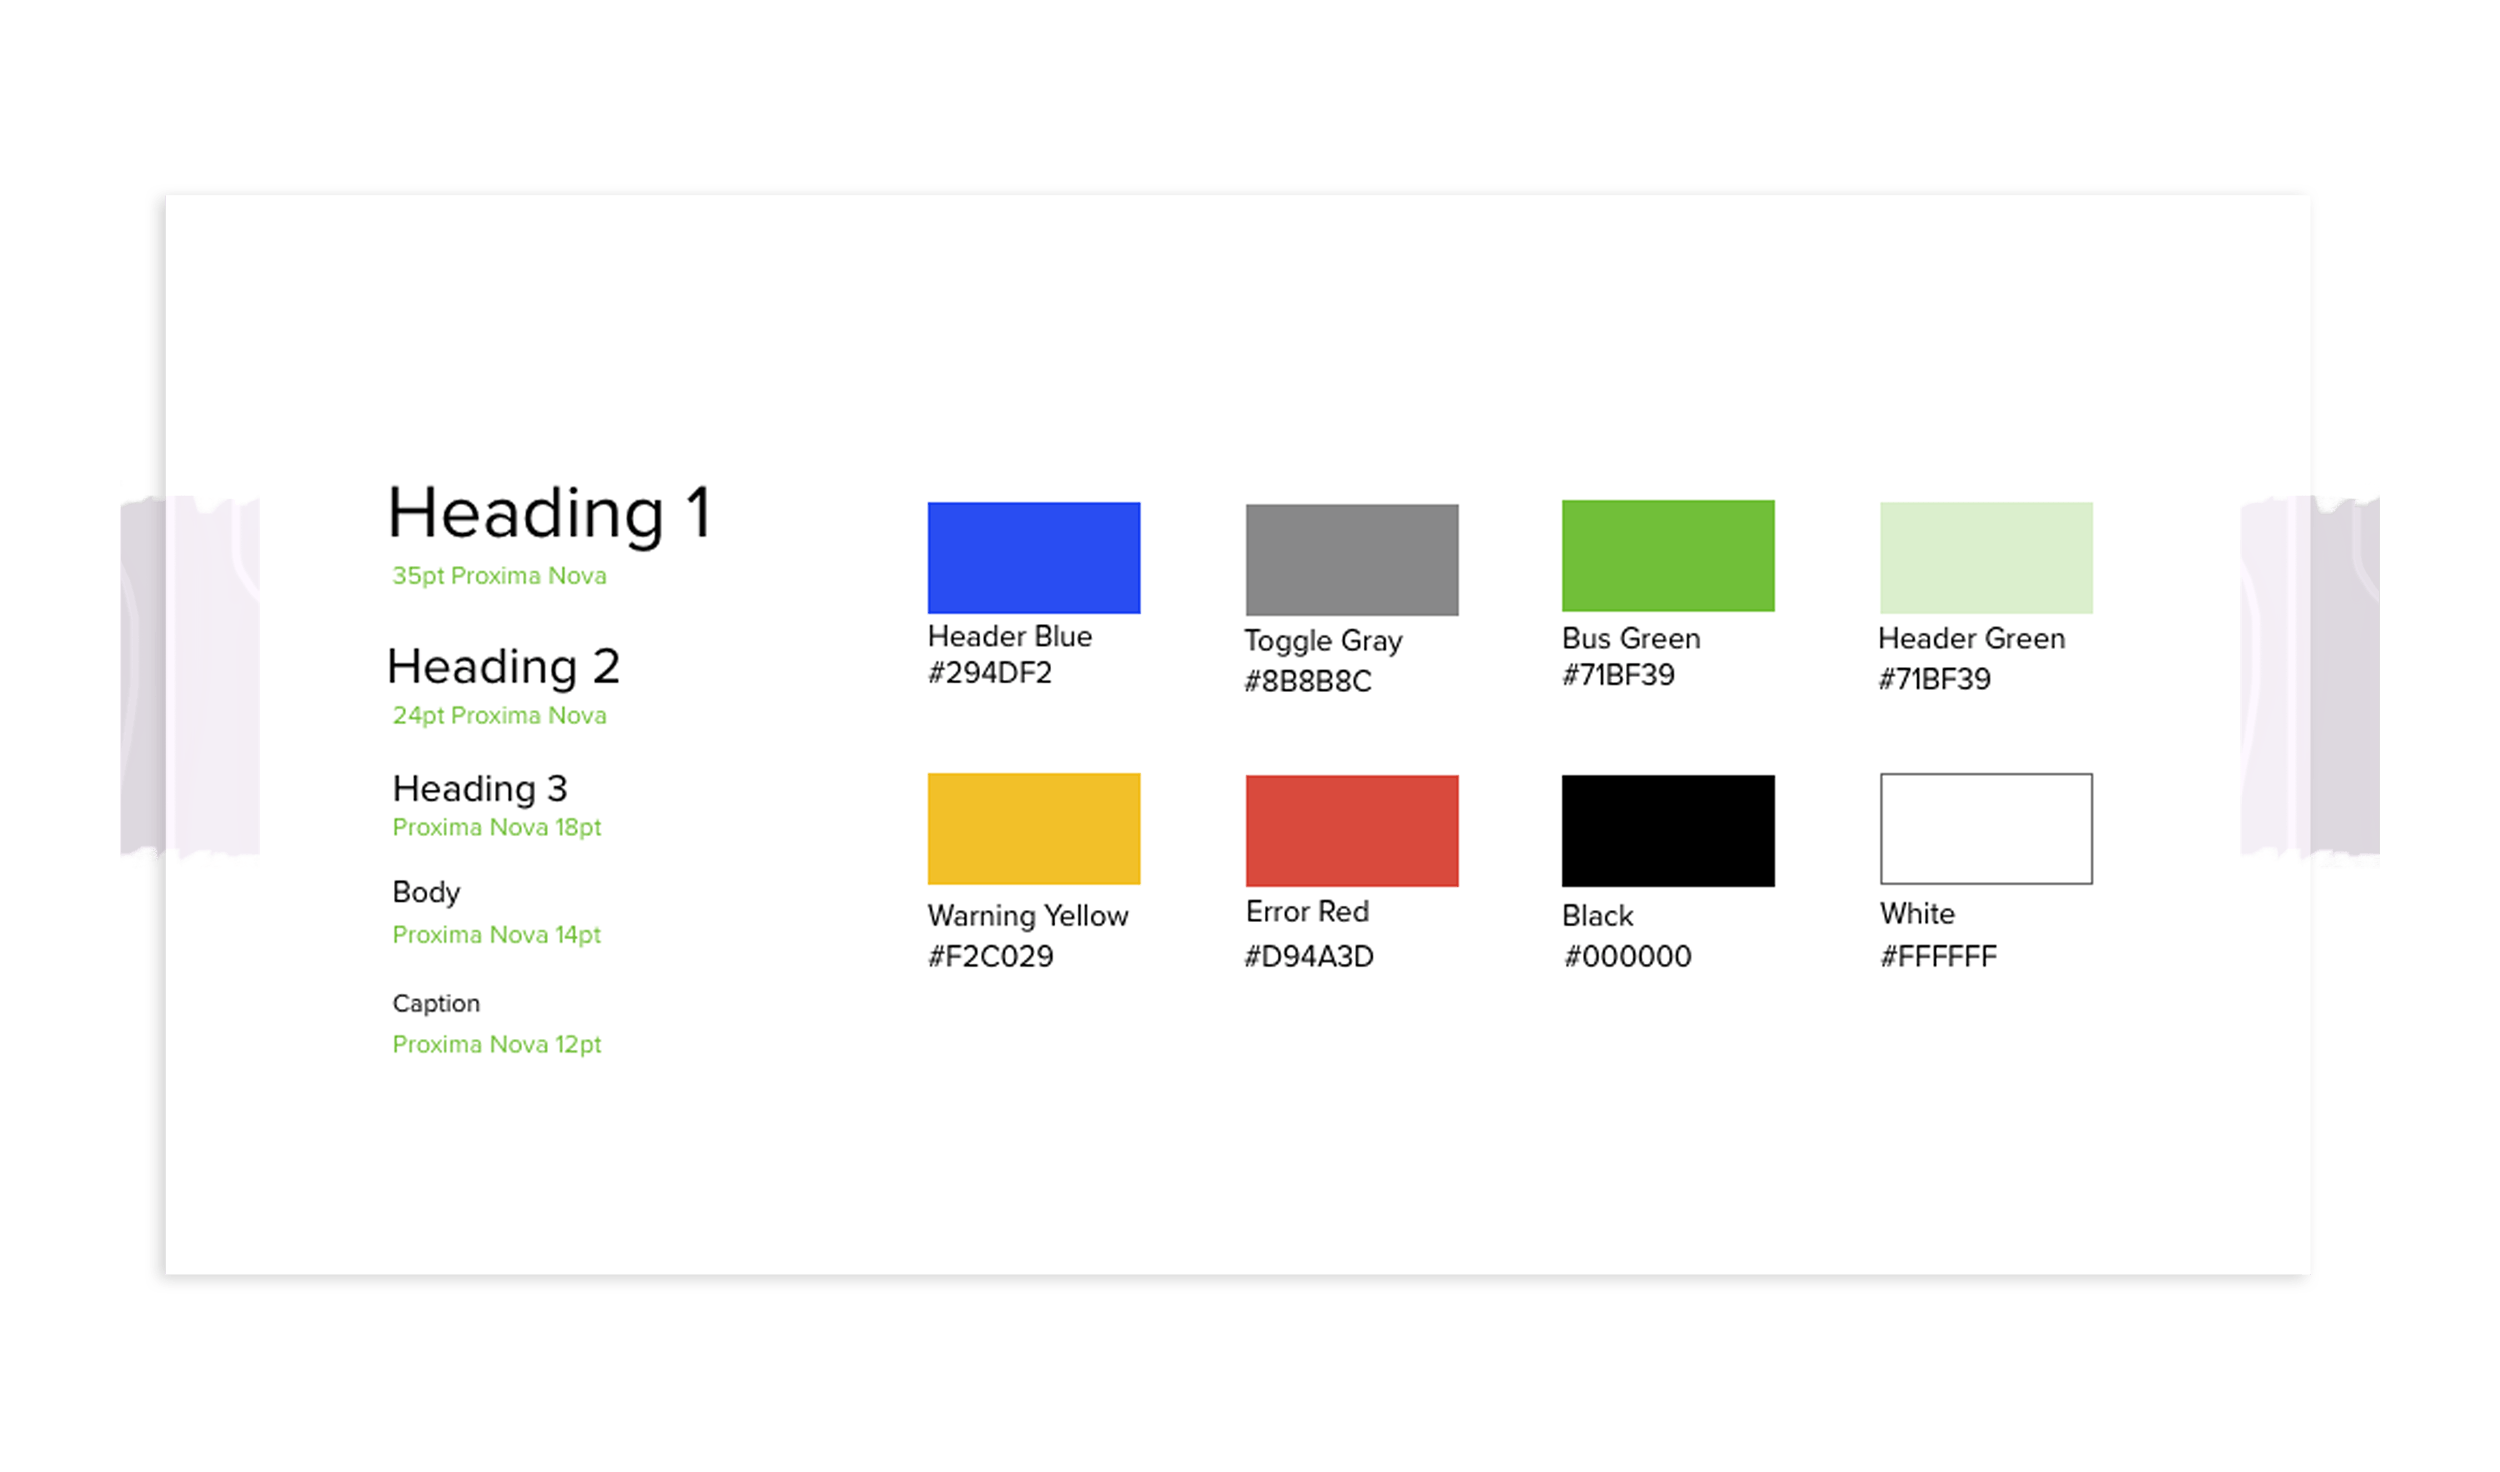 Heading 1
35pt Proxima Nova
Heading 2
24pt Proxima Nova
Heading 3
Proxima Nova 18pt
Body
Proxima Nova 14pt
Caption
Proxima Nova 12pt
Header Blue
#294DF2
Toggle Gray
#8B8B8C
Bus Green
#71BF39
Header Green
#71BF39
Warning Yellow
#F2C029
Error Red
#D94A3D
Black
#000000
White
#FFFFFF